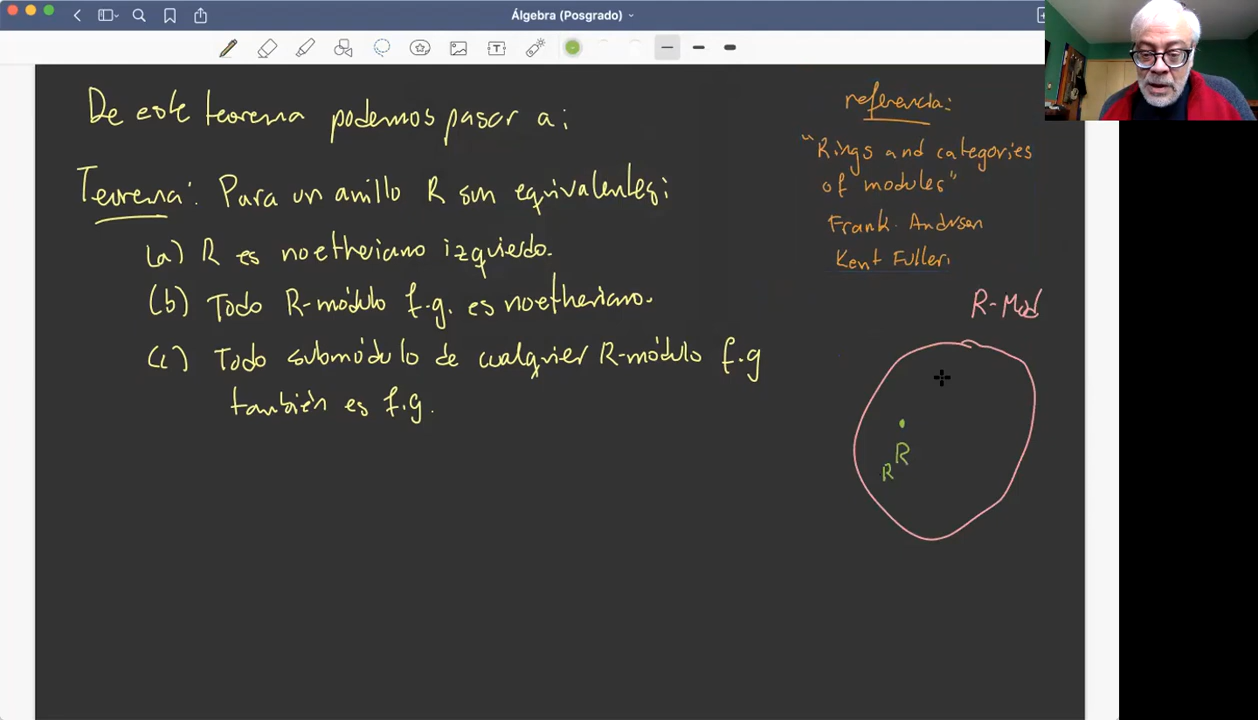 Álgebra (Posgrado)
De este teorema podemos pasar a:
Teorema: Para un anillo R son equivalentes:
(a) R es noetheriano izquierdo.
(b) Todo R-módulo f.g. es noetheriano.
(c) Todo submódulo de cualquier R-módulo f.g
también es f.g.
referencia:
"Rings and categories
of modules"
Frank. Anderson
Kent Fuller.
R-Mod
R
R